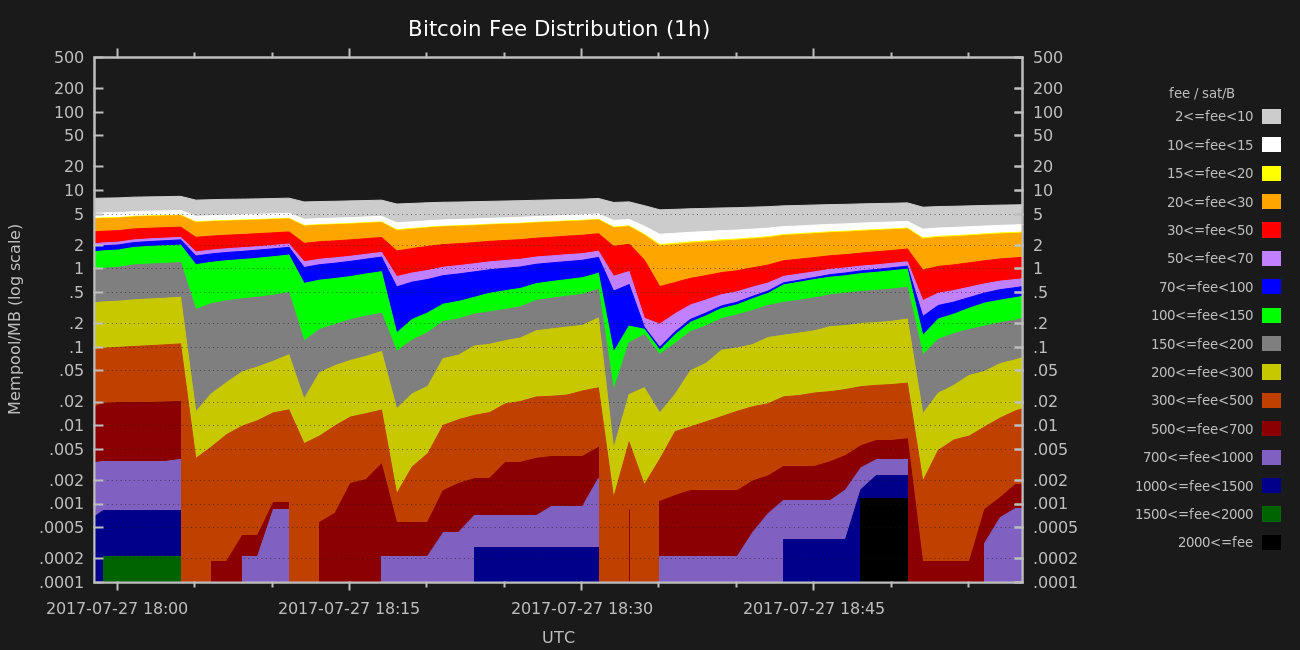 Bitcoin Fee Distribution (1h)
500 500
200 200
100 100
50 50
20 20
10 10
5 5
2 2
1 1
.5 .5
.2 .2
.1 .1
.05 .05
.02 .02
.01 .01
.005 .005
.002 .002
.001 .001
.0005 .0005
.0002 .0002
.0001 .0001
Mempool/MB (log scale)
2017-07-27 18:00 2017-07-27 18:15 2017-07-27 18:30 2017-07-27 18:45
UTC
fee / sat/B
2<=fee<10
10<=fee<15
15<=fee<20
20<=fee<30
30<=fee<50
50<=fee<70
70<=fee<100
100<=fee<150
150<=fee<200
200<=fee<300
300<=fee<500
500<=fee<700
700<=fee<1000
1000<=fee<1500
1500<=fee<2000
2000<=fee